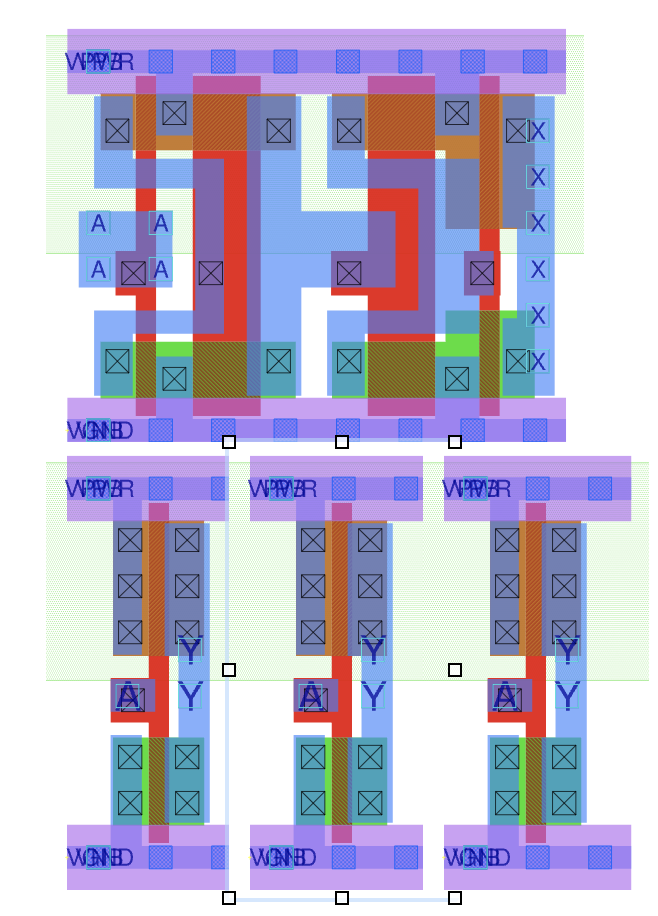 VPWR
X
X
A A X
A A X
X
X
VGND
VPWR VPWR VPWR
Y Y Y
A Y A Y A Y
VGND VGND VGND